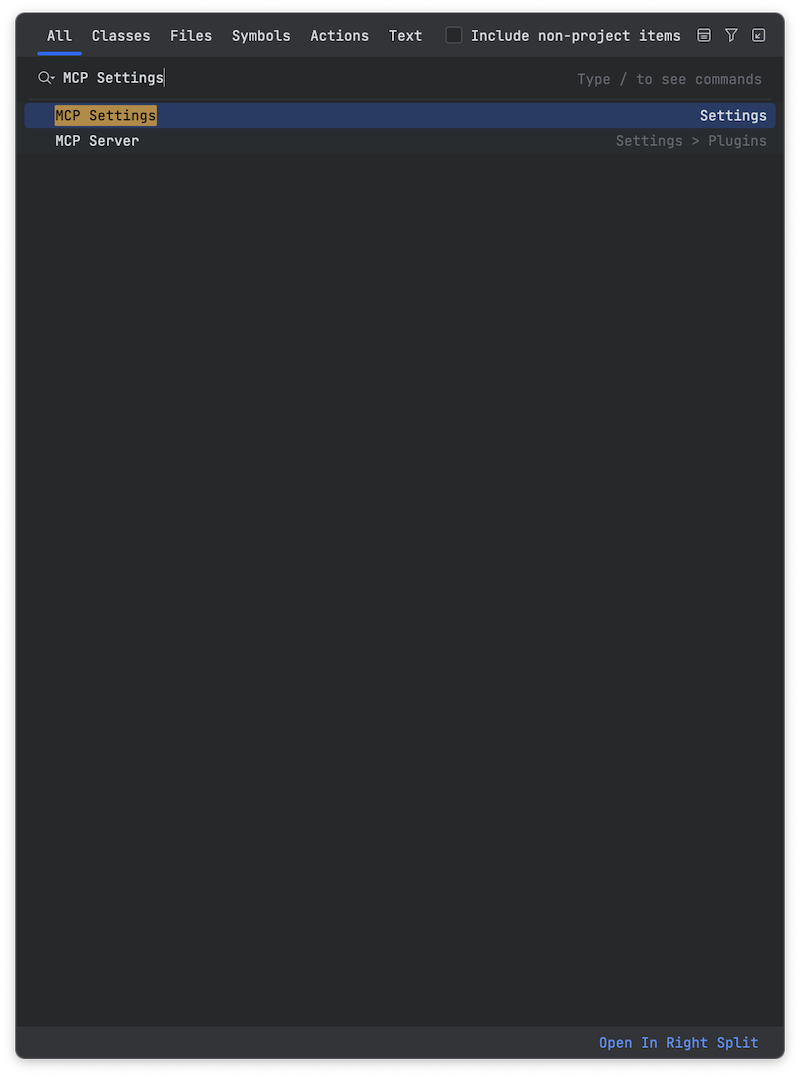 All Classes Files Symbols Actions Text Include non-project items
MCP Settings Type / to see commands
MCP Settings Settings
MCP Server Settings > Plugins
Open In Right Split